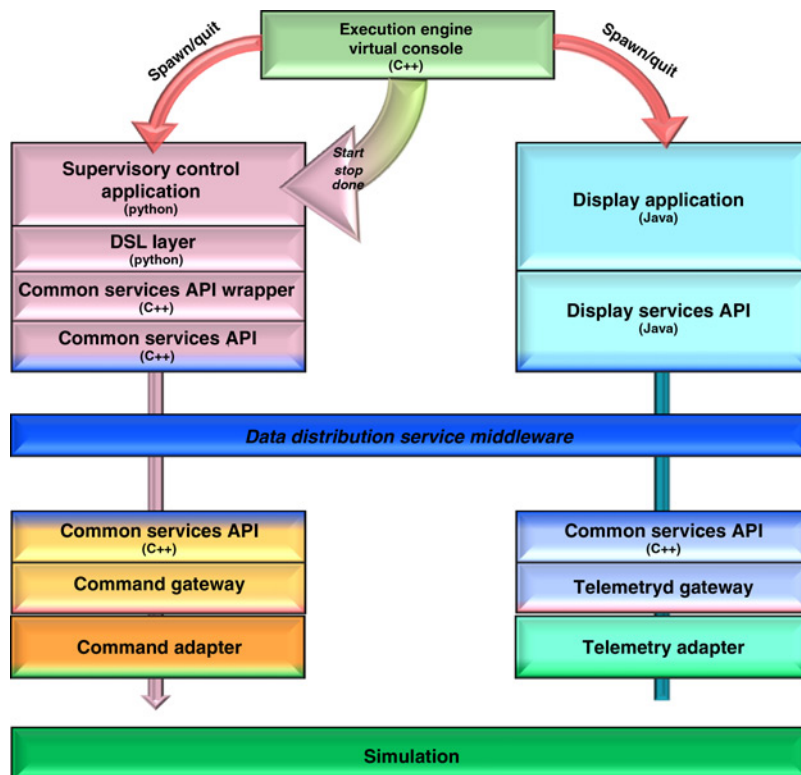 Execution engine
virtual console
(C++)
Spawn/quit
Spawn/quit
Start
stop
done
Supervisory control
application
(python)
DSL layer
(python)
Common services API wrapper
(C++)
Common services API
(C++)
Display application
(Java)
Display services API
(Java)
Data distribution service middleware
Common services API
(C++)
Command gateway
Command adapter
Common services API
(C++)
Telemetryd gateway
Telemetry adapter
Simulation